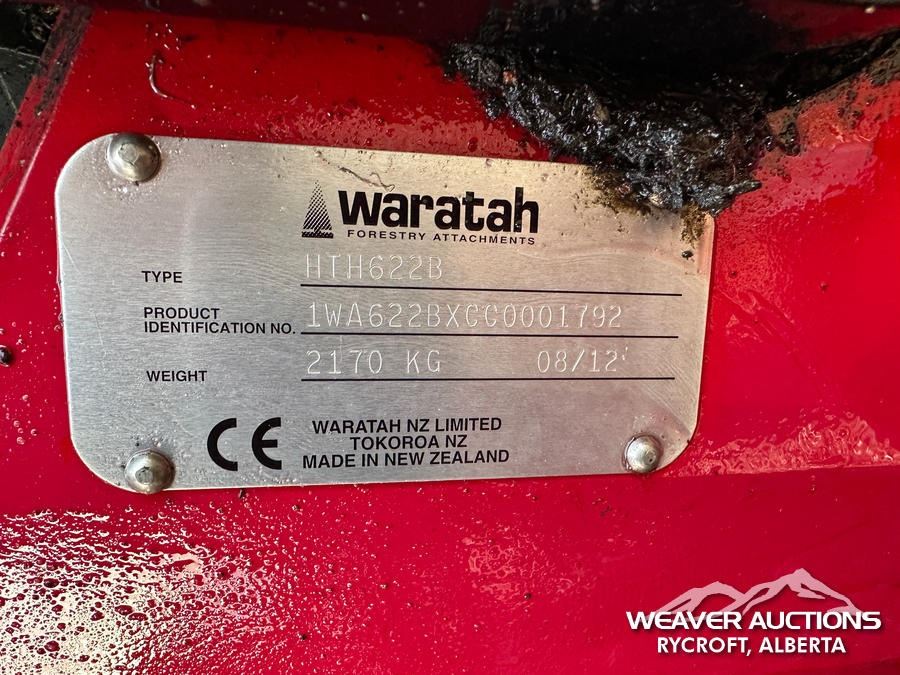 Waratah
FORESTRY ATTACHMENTS
TYPE HTH622B
PRODUCT IDENTIFICATION NO. 1WA622BXCC0001792
WEIGHT 2170 KG 08/12
CE
WARATAH NZ LIMITED
TOKOROA NZ
MADE IN NEW ZEALAND
WEAVER AUCTIONS
RYCROFT, ALBERTA